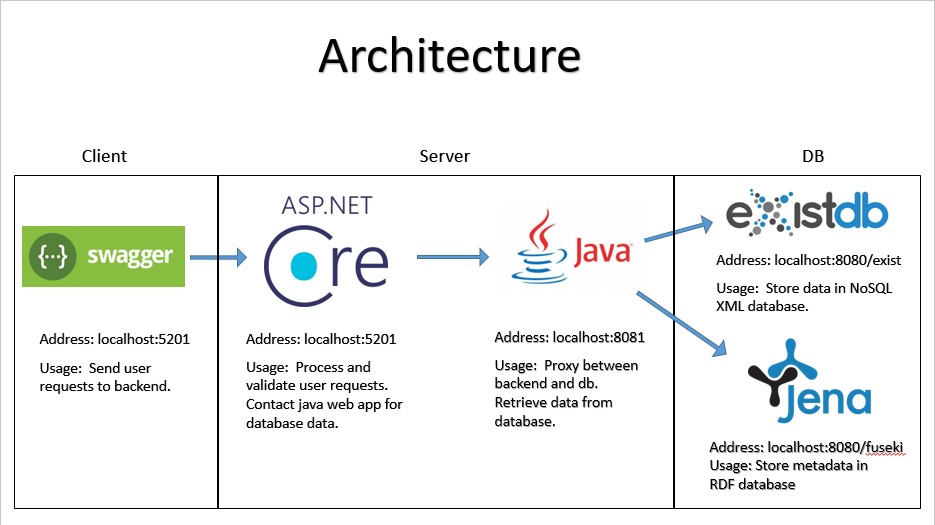 Architecture
Client
Server
DB
{···} swagger
Address: localhost:5201
Usage: Send user
requests to backend.
ASP.NET
Core
Address: localhost:5201
Usage: Process and
validate user requests.
Contact java web app for
database data.
Java
Address: localhost:8081
Usage: Proxy between
backend and db.
Retrieve data from
database.
eXistdb
Address: localhost:8080/exist
Usage: Store data in NoSQL
XML database.
Jena
Address: localhost:8080/fuseki
Usage: Store metadata in
RDF database